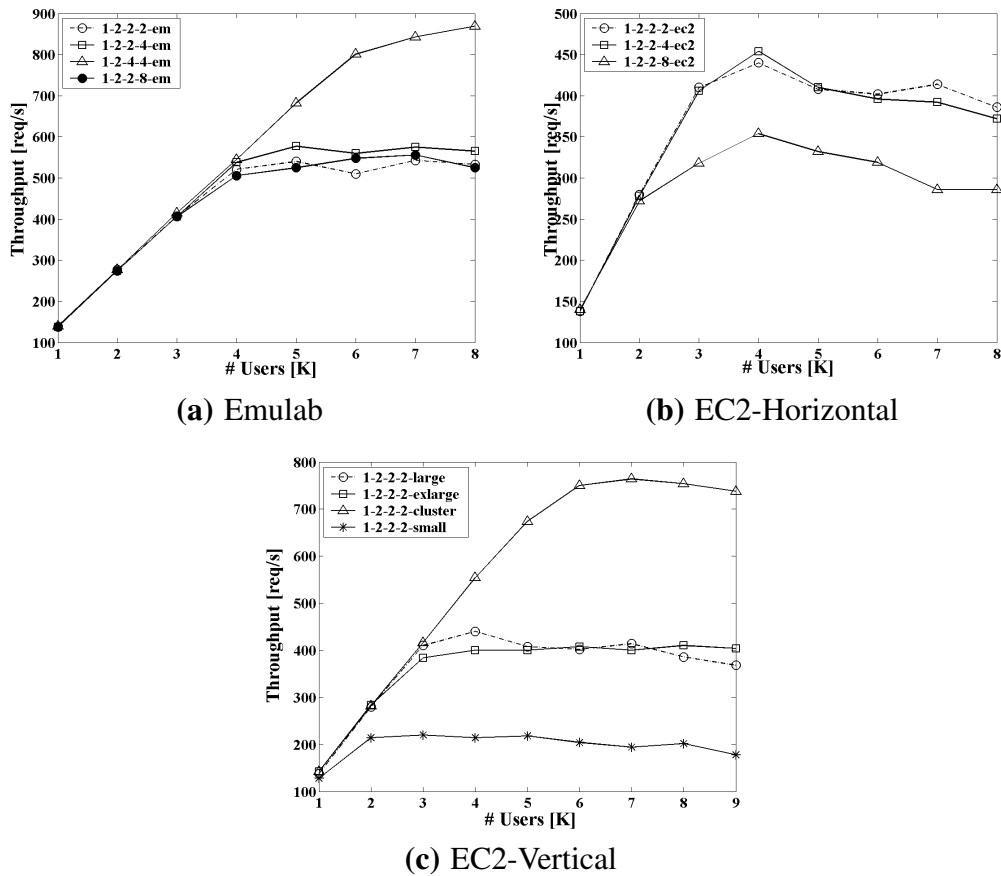 900
800
700
600
500
400
300
200
100
Throughput [req/s]
1-2-2-2-em
1-2-2-4-em
1-2-4-4-em
1-2-2-8-em
1 2 3 4 5 6 7 8
# Users [K]
(a) Emulab
500
450
400
350
300
250
200
150
100
Throughput [req/s]
1-2-2-2-ec2
1-2-2-4-ec2
1-2-2-8-ec2
1 2 3 4 5 6 7 8
# Users [K]
(b) EC2-Horizontal
800
700
600
500
400
300
200
100
Throughput [req/s]
1-2-2-2-large
1-2-2-2-exlarge
1-2-2-2-cluster
1-2-2-2-small
1 2 3 4 5 6 7 8 9
# Users [K]
(c) EC2-Vertical